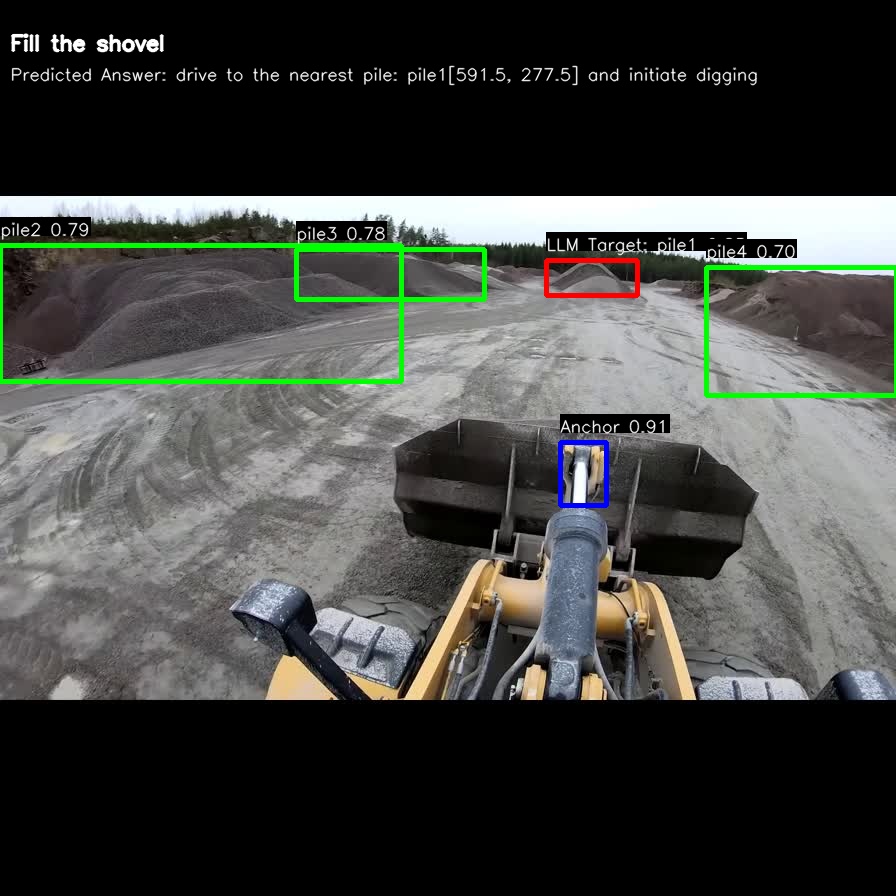 Fill the shovel
Predicted Answer: drive to the nearest pile: pile1[591.5, 277.5] and initiate digging
pile2 0.79
pile3 0.78
LLM Target: pile1
pile4 0.70
Anchor 0.91